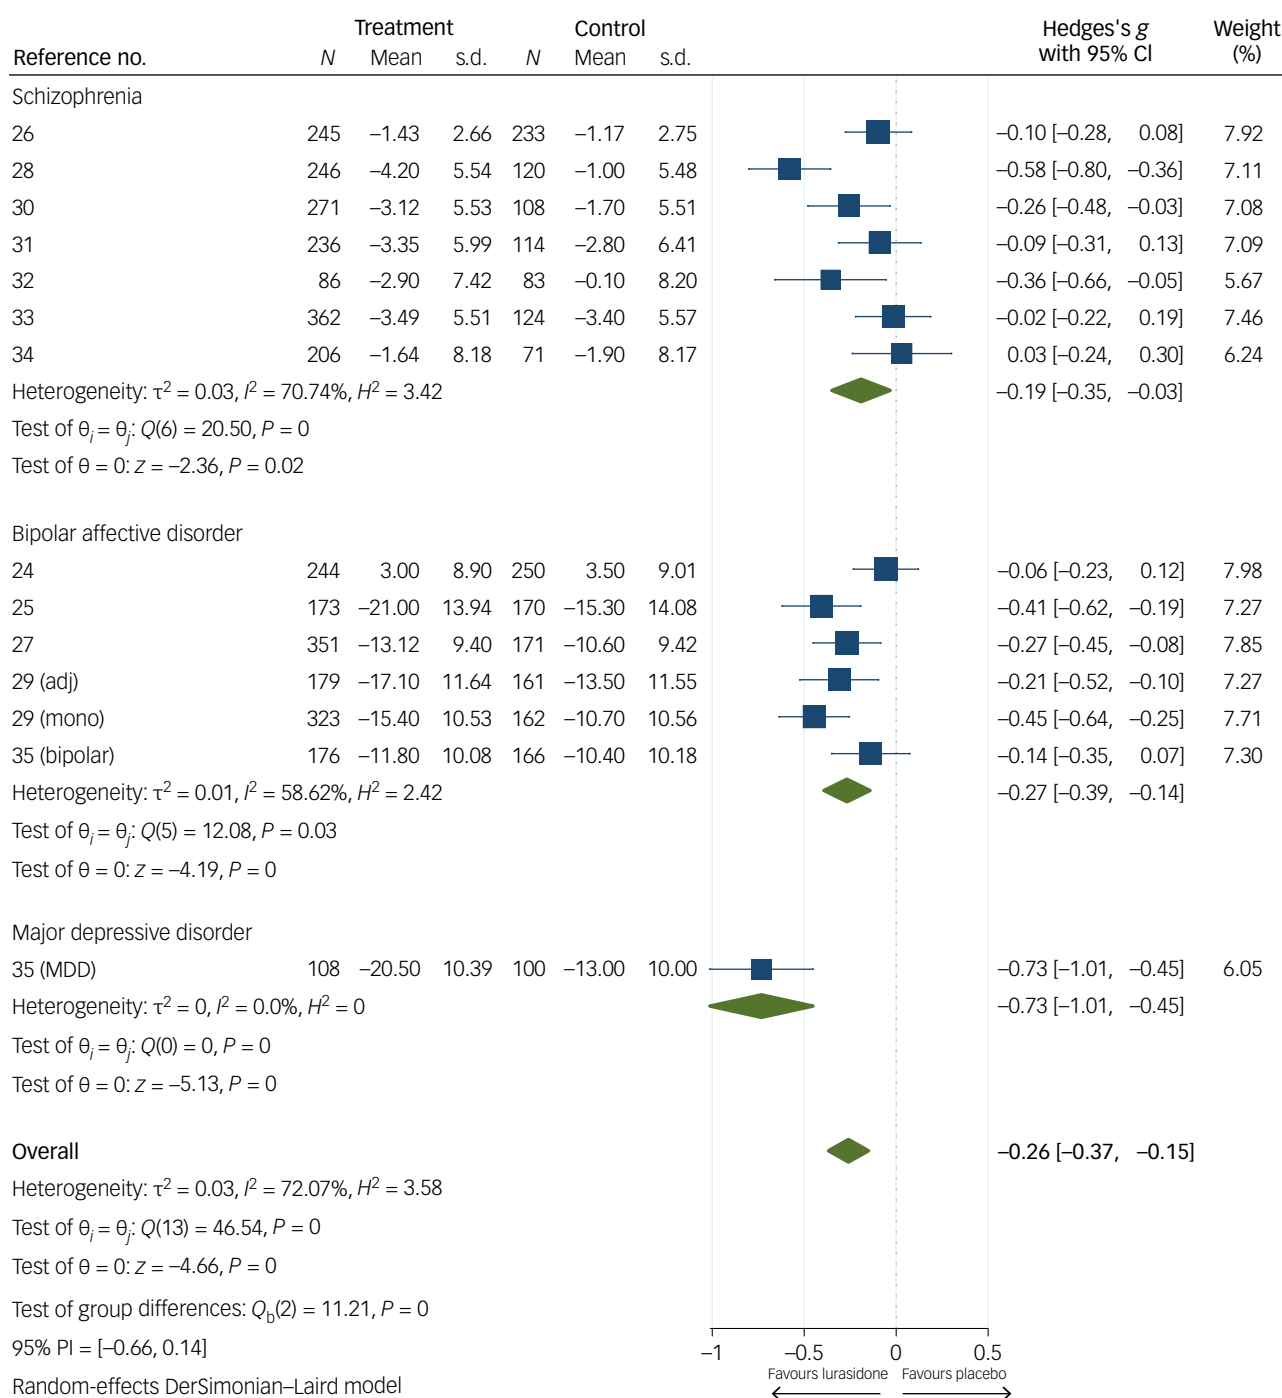 Treatment Control Hedges's g Weight
Reference no. N Mean s.d. N Mean s.d. with 95% CI (%)
Schizophrenia
26 245 –1.43 2.66 233 –1.17 2.75 –0.10 [–0.28, 0.08] 7.92
28 246 –4.20 5.54 120 –1.00 5.48 –0.58 [–0.80, –0.36] 7.11
30 271 –3.12 5.53 108 –1.70 5.51 –0.26 [–0.48, –0.03] 7.08
31 236 –3.35 5.99 114 –2.80 6.41 –0.09 [–0.31, 0.13] 7.09
32 86 –2.90 7.42 83 –0.10 8.20 –0.36 [–0.66, –0.05] 5.67
33 362 –3.49 5.51 124 –3.40 5.57 –0.02 [–0.22, 0.19] 7.46
34 206 –1.64 8.18 71 –1.90 8.17 0.03 [–0.24, 0.30] 6.24
Heterogeneity: τ² = 0.03, I² = 70.74%, H² = 3.42 –0.19 [–0.35, –0.03]
Test of θᵢ = θⱼ: Q(6) = 20.50, P = 0
Test of θ = 0: z = –2.36, P = 0.02
Bipolar affective disorder
24 244 3.00 8.90 250 3.50 9.01 –0.06 [–0.23, 0.12] 7.98
25 173 –21.00 13.94 170 –15.30 14.08 –0.41 [–0.62, –0.19] 7.27
27 351 –13.12 9.40 171 –10.60 9.42 –0.27 [–0.45, –0.08] 7.85
29 (adj) 179 –17.10 11.64 161 –13.50 11.55 –0.21 [–0.52, –0.10] 7.27
29 (mono) 323 –15.40 10.53 162 –10.70 10.56 –0.45 [–0.64, –0.25] 7.71
35 (bipolar) 176 –11.80 10.08 166 –10.40 10.18 –0.14 [–0.35, 0.07] 7.30
Heterogeneity: τ² = 0.01, I² = 58.62%, H² = 2.42 –0.27 [–0.39, –0.14]
Test of θᵢ = θⱼ: Q(5) = 12.08, P = 0.03
Test of θ = 0: z = –4.19, P = 0
Major depressive disorder
35 (MDD) 108 –20.50 10.39 100 –13.00 10.00 –0.73 [–1.01, –0.45] 6.05
Heterogeneity: τ² = 0, I² = 0.0%, H² = 0 –0.73 [–1.01, –0.45]
Test of θᵢ = θⱼ: Q(0) = 0, P = 0
Test of θ = 0: z = –5.13, P = 0
Overall –0.26 [–0.37, –0.15]
Heterogeneity: τ² = 0.03, I² = 72.07%, H² = 3.58
Test of θᵢ = θⱼ: Q(13) = 46.54, P = 0
Test of θ = 0: z = –4.66, P = 0
Test of group differences: Q_b(2) = 11.21, P = 0
95% PI = [–0.66, 0.14]
–1 –0.5 0 0.5
Favours lurasidone Favours placebo
Random-effects DerSimonian–Laird model